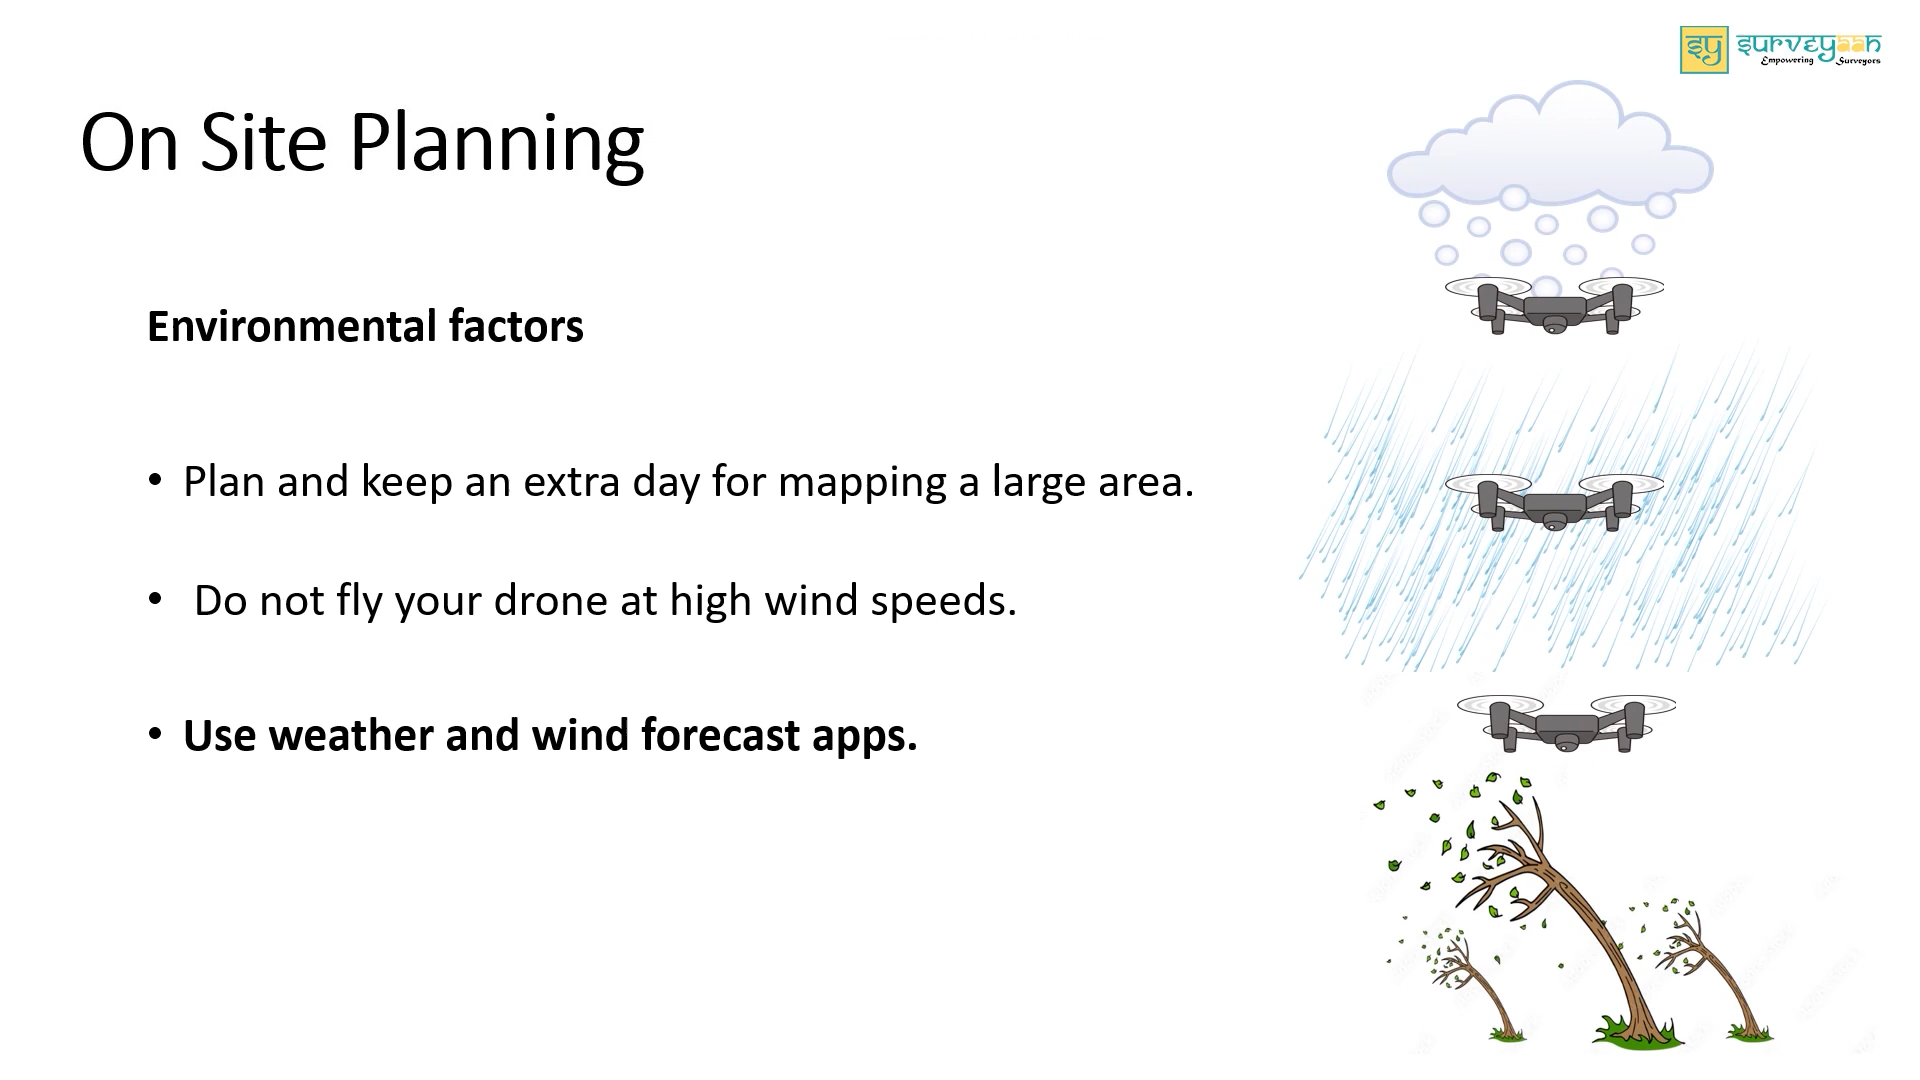 sy surveyaan
Empowering Surveyors
On Site Planning
Environmental factors
• Plan and keep an extra day for mapping a large area.
• Do not fly your drone at high wind speeds.
• Use weather and wind forecast apps.